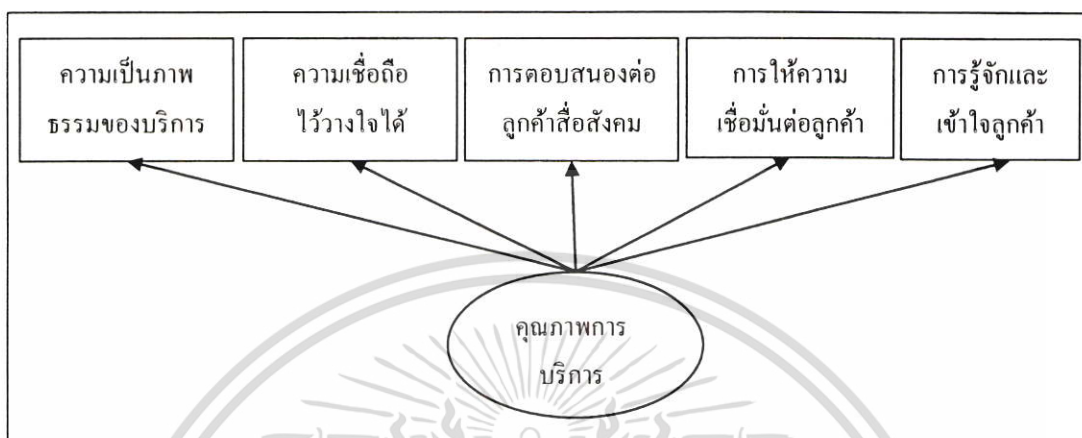 ความเป็นภาพ
ธรรมของบริการ
ความเชื่อถือ
ไว้วางใจได้
การตอบสนองต่อ
ลูกค้าสื่อสังคม
การให้ความ
เชื่อมั่นต่อลูกค้า
การรู้จักและ
เข้าใจลูกค้า
คุณภาพการ
บริการ